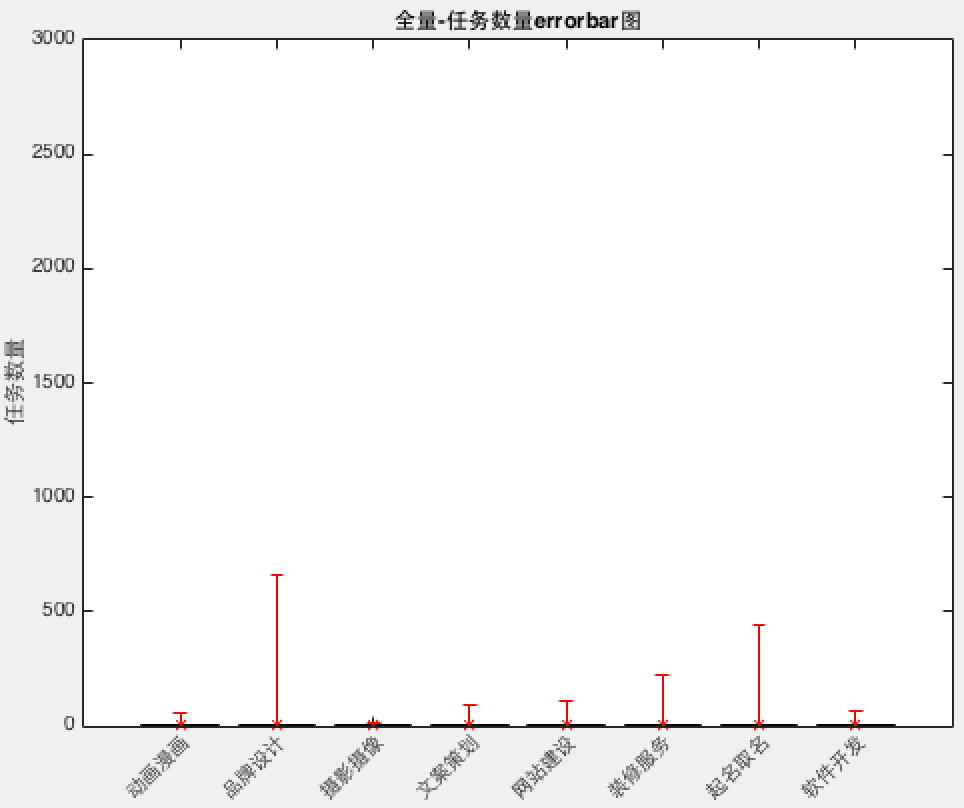 全量-任务数量errorbar图
3000
2500
2000
1500
1000
500
0
任务数量
动画漫画
品牌设计
摄影摄像
文案策划
网站建设
装修服务
起名取名
软件开发